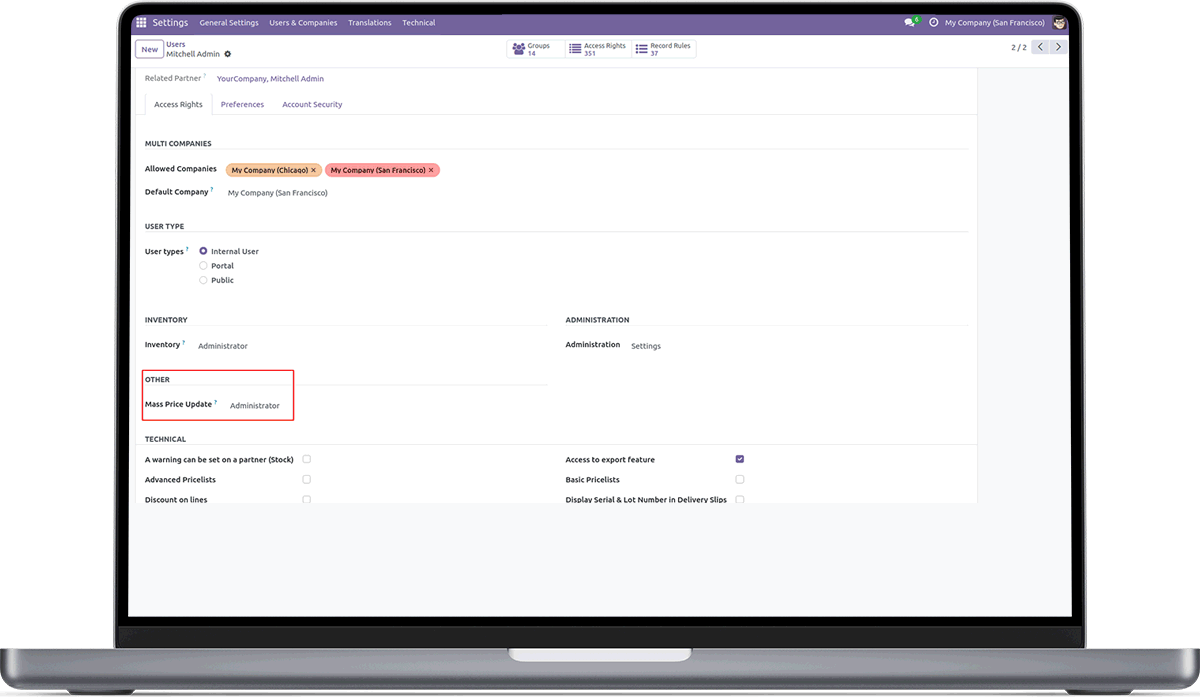 Settings General Settings Users & Companies Translations Technical 6 My Company (San Francisco)
New Users Groups 14 Access Rights 351 Record Rules 37 2 / 2
Mitchell Admin
Related Partner ? YourCompany, Mitchell Admin
Access Rights Preferences Account Security
MULTI COMPANIES
Allowed Companies My Company (Chicago) × My Company (San Francisco) ×
Default Company ? My Company (San Francisco)
USER TYPE
User types ? Internal User
Portal
Public
INVENTORY ADMINISTRATION
Inventory ? Administrator Administration Settings
OTHER
Mass Price Update ? Administrator
TECHNICAL
A warning can be set on a partner (Stock) Access to export feature
Advanced Pricelists Basic Pricelists
Discount on lines Display Serial & Lot Number in Delivery Slips